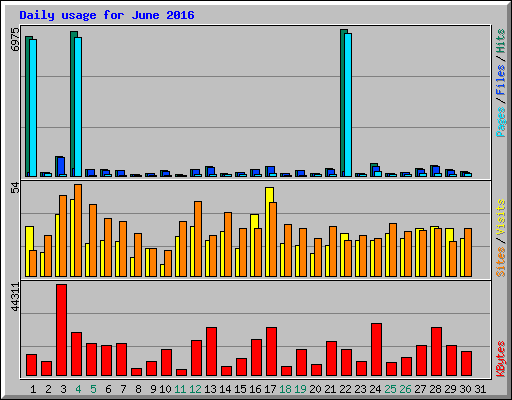 Daily usage for June 2016
6975
Pages / Files / Hits
54
Sites / Visits
44311
KBytes
1 2 3 4 5 6 7 8 9 10 11 12 13 14 15 16 17 18 19 20 21 22 23 24 25 26 27 28 29 30 31